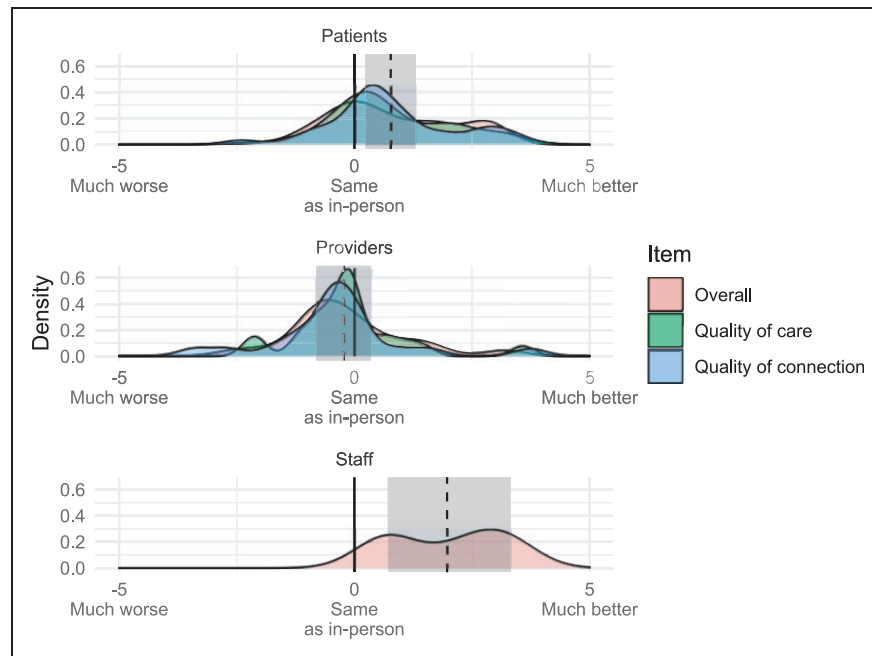 Patients
0.6
0.4
0.2
0.0
-5 0 5
Much worse Same Much better
as in-person
Providers
0.6
0.4
0.2
0.0
-5 0 5
Much worse Same Much better
as in-person
Density
Item
Overall
Quality of care
Quality of connection
Staff
0.6
0.4
0.2
0.0
-5 0 5
Much worse Same Much better
as in-person